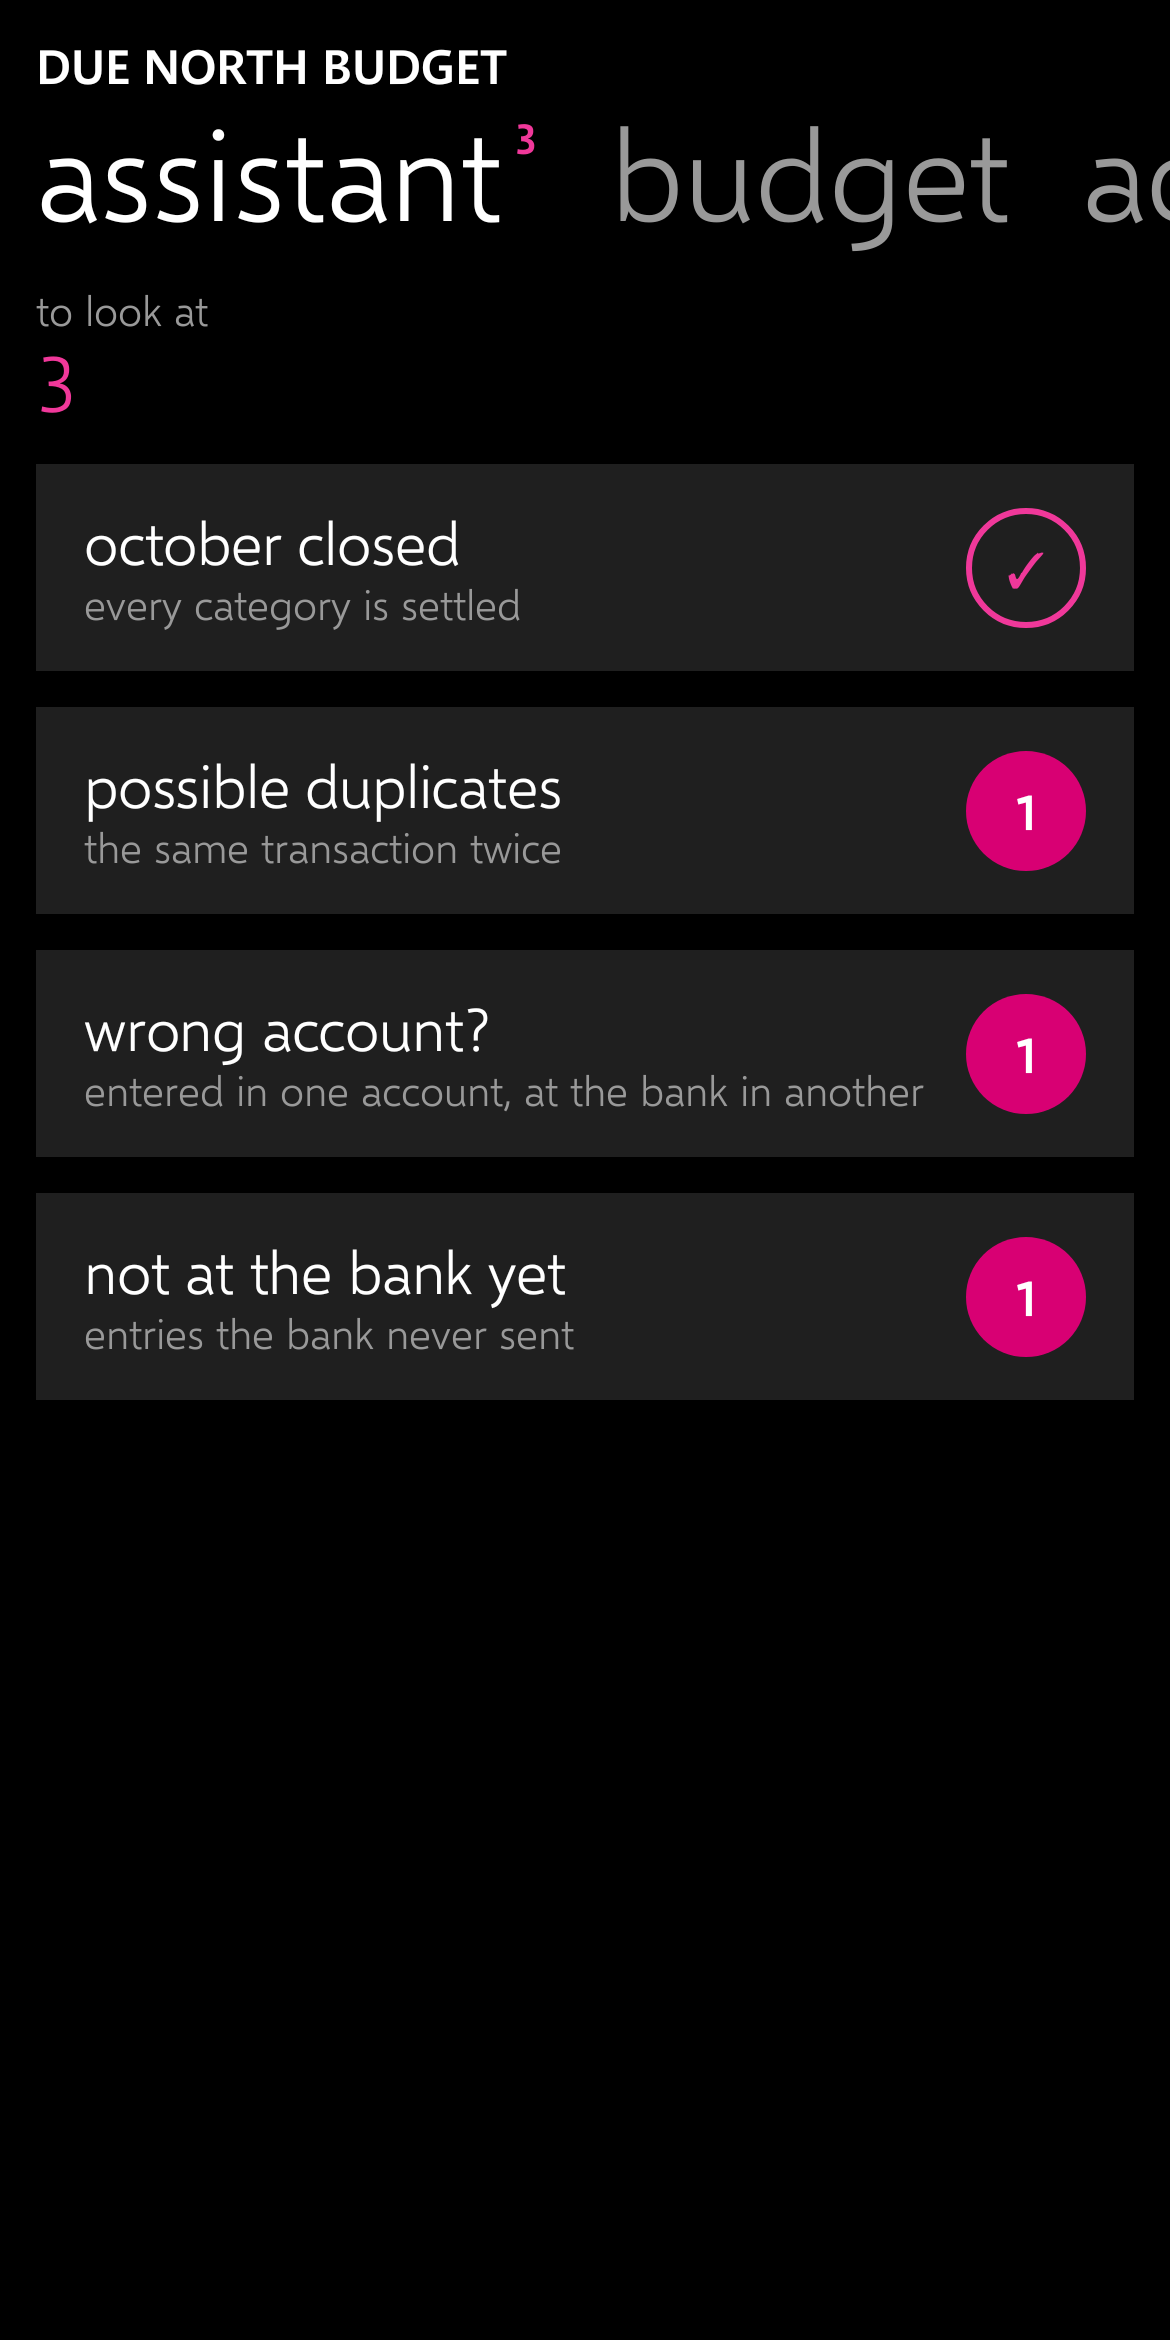 DUE NORTH BUDGET
assistant 3 budget ac
to look at
3
october closed
every category is settled
✓
possible duplicates
the same transaction twice
1
wrong account?
entered in one account, at the bank in another
1
not at the bank yet
entries the bank never sent
1